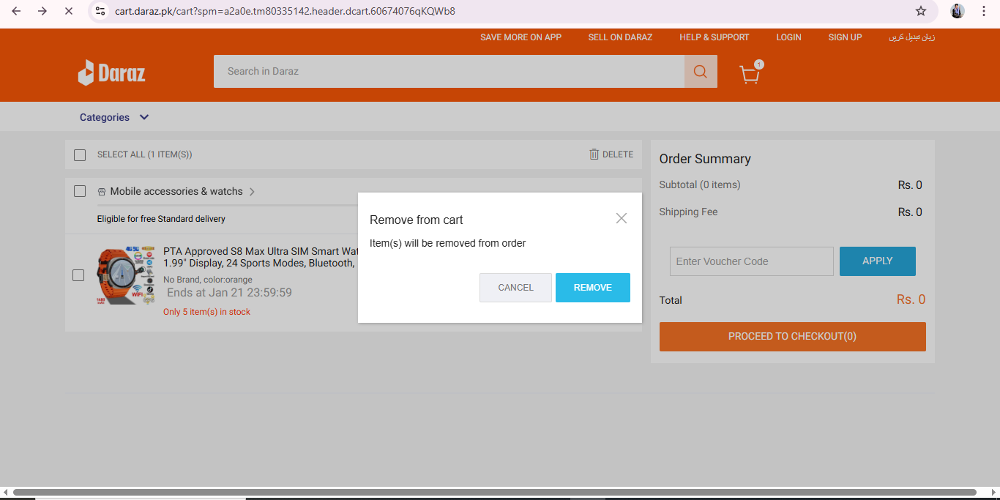 cart.daraz.pk/cart?spm=a2a0e.tm80335142.header.dcart.60674076qKQWb8
SAVE MORE ON APP SELL ON DARAZ HELP & SUPPORT LOGIN SIGN UP زبان تبدیل کریں
Daraz
Search in Daraz
1
Categories
SELECT ALL (1 ITEM(S))
DELETE
Mobile accessories & watchs
Eligible for free Standard delivery
PTA Approved S8 Max Ultra SIM Smart Wat
1.99" Display, 24 Sports Modes, Bluetooth,
No Brand, color:orange
Ends at Jan 21 23:59:59
Only 5 item(s) in stock
4G 5G
WIFI
1480
Remove from cart
Item(s) will be removed from order
CANCEL REMOVE
Order Summary
Subtotal (0 items) Rs. 0
Shipping Fee Rs. 0
Enter Voucher Code APPLY
Total Rs. 0
PROCEED TO CHECKOUT(0)